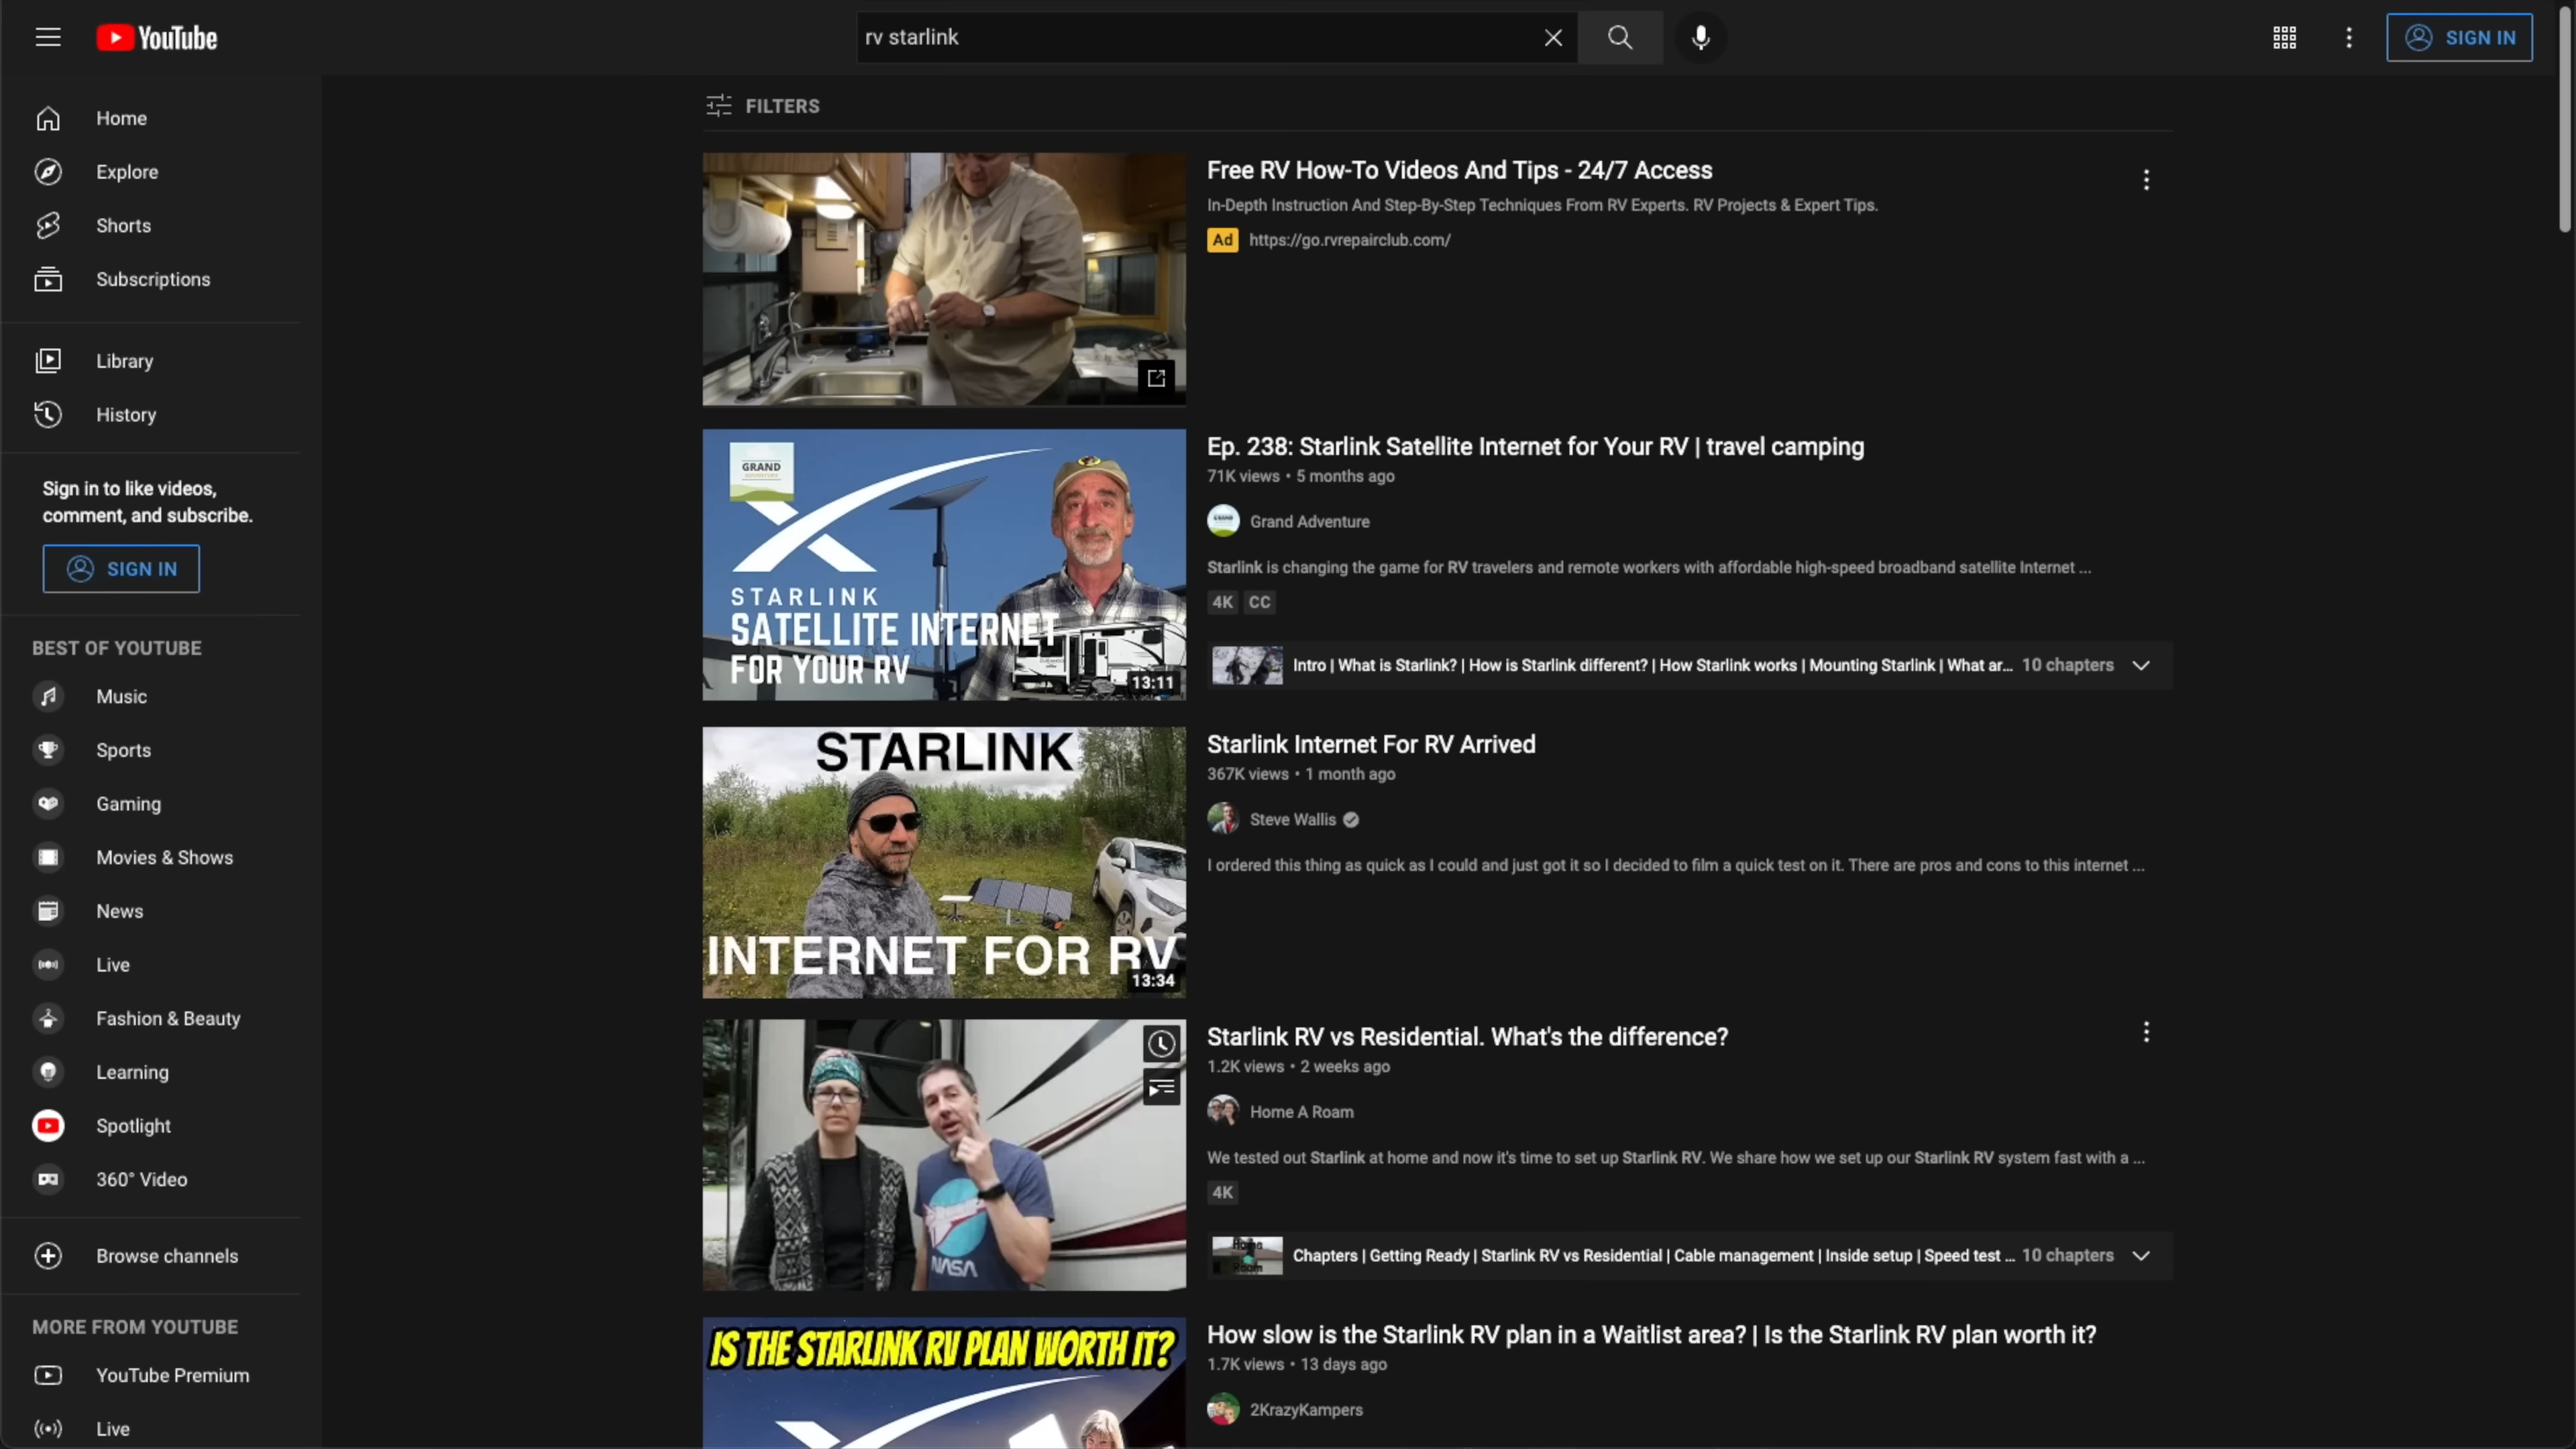 YouTube
rv starlink
SIGN IN
Home
Explore
Shorts
Subscriptions
Library
History
Sign in to like videos,
comment, and subscribe.
SIGN IN
BEST OF YOUTUBE
Music
Sports
Gaming
Movies & Shows
News
Live
Fashion & Beauty
Learning
Spotlight
360° Video
Browse channels
MORE FROM YOUTUBE
YouTube Premium
Live
FILTERS
Free RV How-To Videos And Tips - 24/7 Access
In-Depth Instruction And Step-By-Step Techniques From RV Experts. RV Projects & Expert Tips.
Ad https://go.rvrepairclub.com/
GRAND
STARLINK
SATELLITE INTERNET
FOR YOUR RV
13:11
Ep. 238: Starlink Satellite Internet for Your RV | travel camping
71K views • 5 months ago
Grand Adventure
Starlink is changing the game for RV travelers and remote workers with affordable high-speed broadband satellite Internet ...
4K CC
Intro | What is Starlink? | How is Starlink different? | How Starlink works | Mounting Starlink | What ar... 10 chapters
STARLINK
INTERNET FOR RV
13:34
Starlink Internet For RV Arrived
367K views • 1 month ago
Steve Wallis
I ordered this thing as quick as I could and just got it so I decided to film a quick test on it. There are pros and cons to this internet ...
NASA
Starlink RV vs Residential. What's the difference?
1.2K views • 2 weeks ago
Home A Roam
We tested out Starlink at home and now it's time to set up Starlink RV. We share how we set up our Starlink RV system fast with a ...
4K
Home
Roam
Chapters | Getting Ready | Starlink RV vs Residential | Cable management | Inside setup | Speed test ... 10 chapters
IS THE STARLINK RV PLAN WORTH IT?
How slow is the Starlink RV plan in a Waitlist area? | Is the Starlink RV plan worth it?
1.7K views • 13 days ago
2KrazyKampers